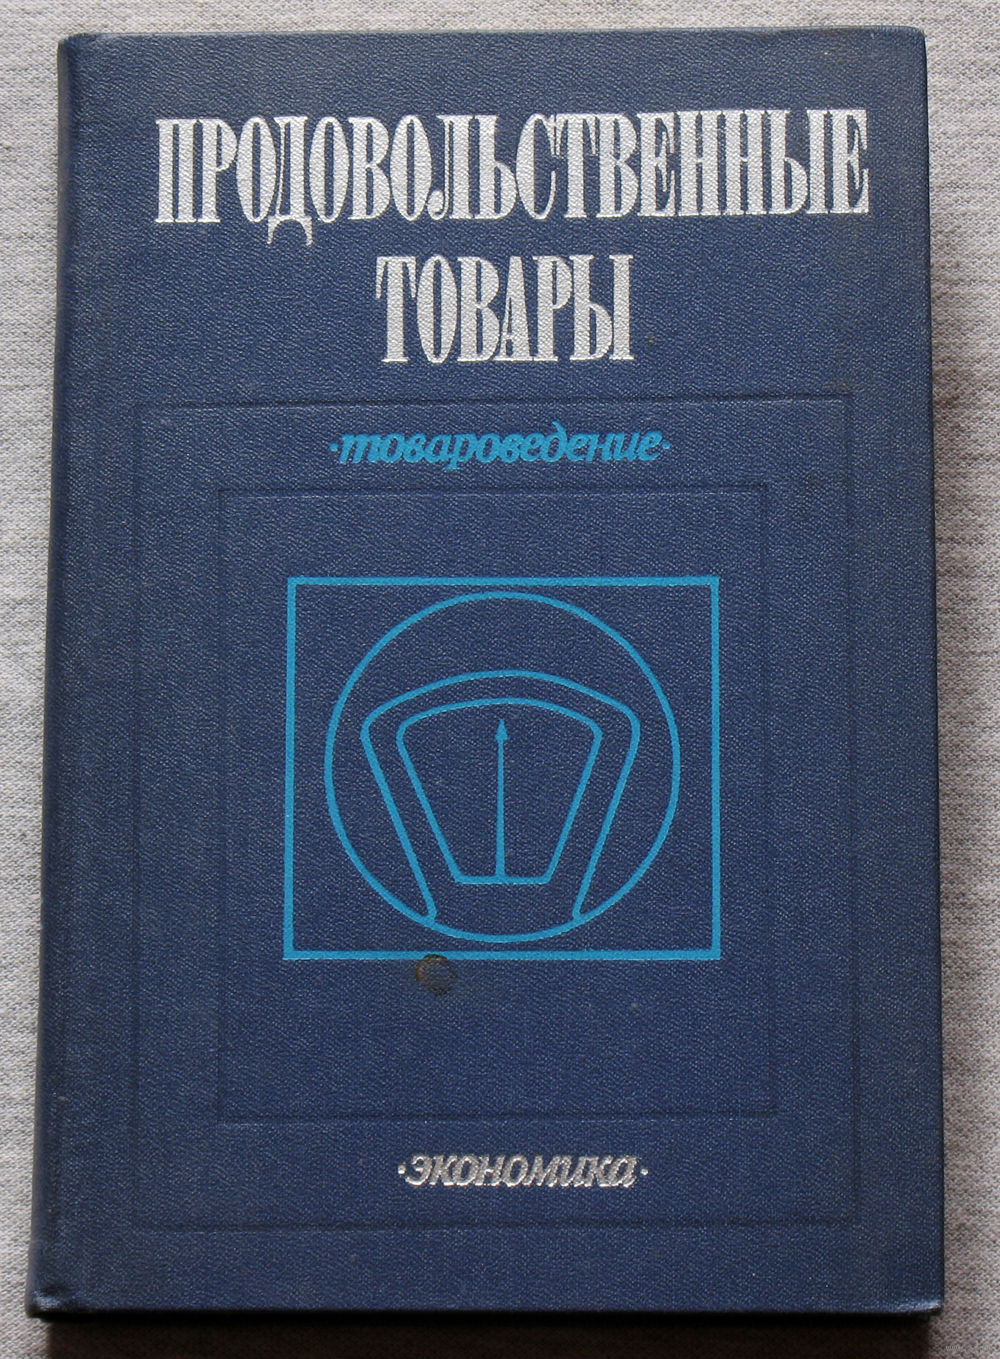 ПРОДОВОЛЬСТВЕННЫЕ
ТОВАРЫ
·товароведение·
·экономика·